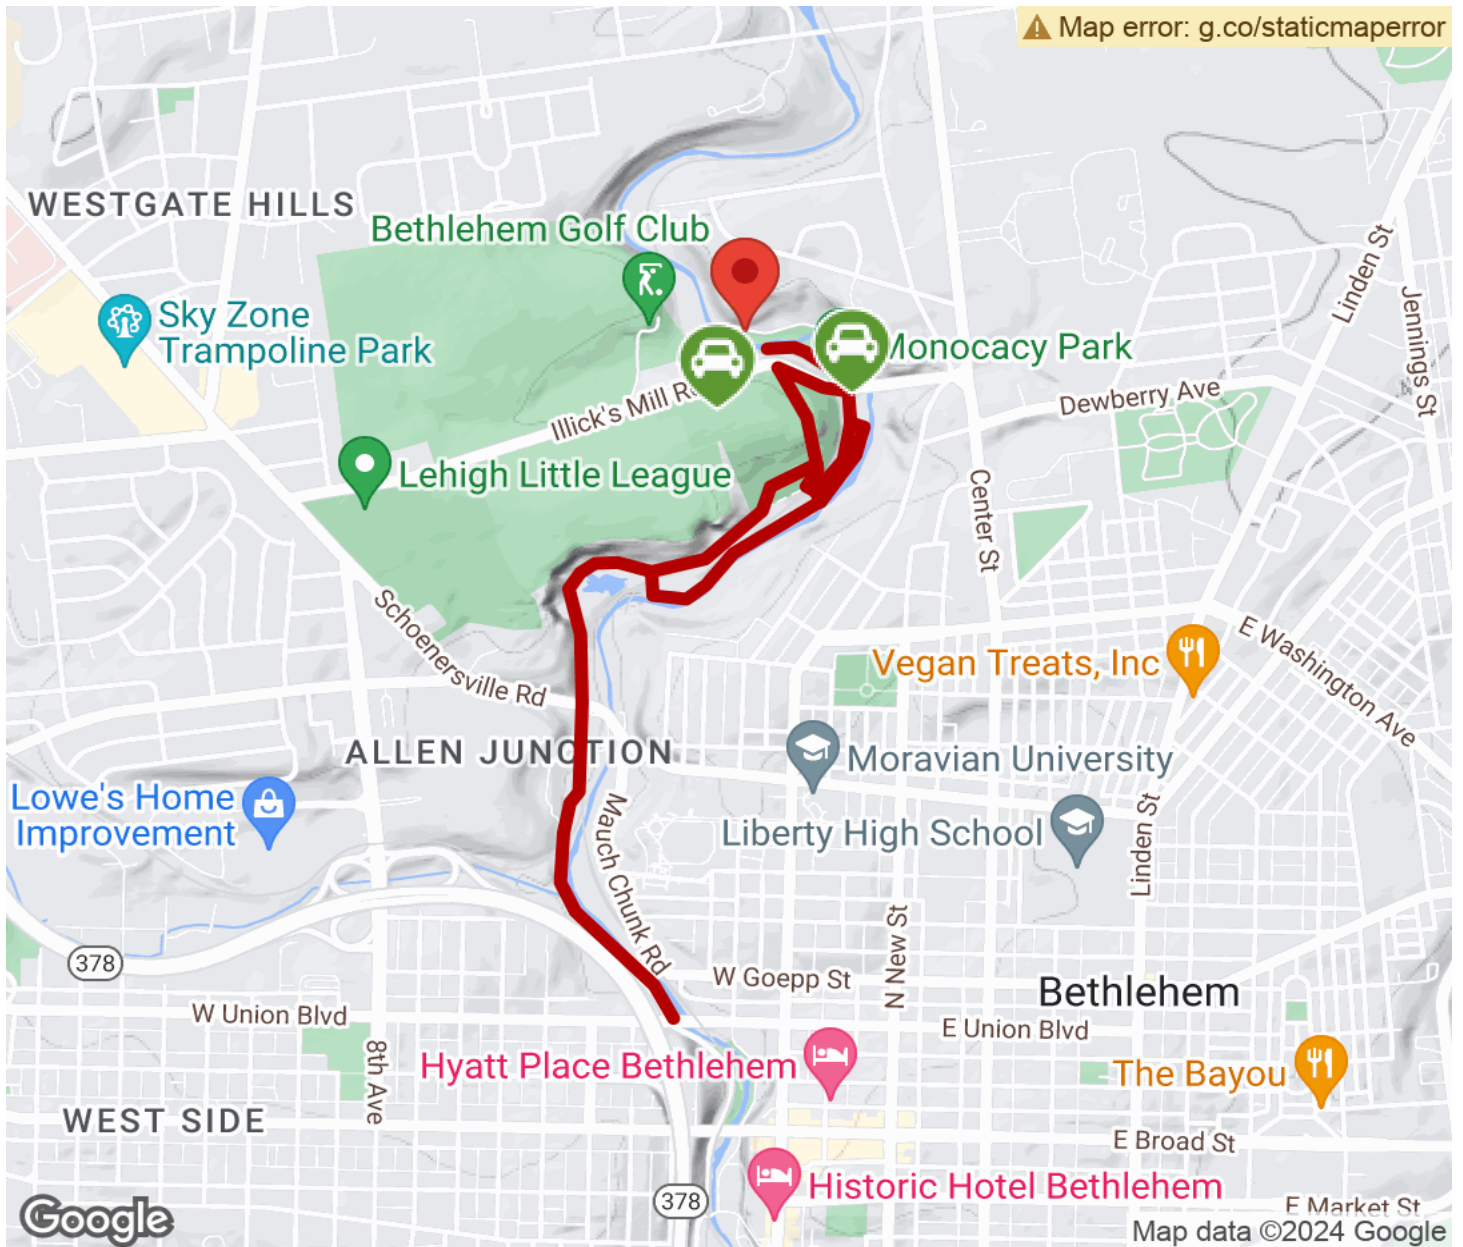 Map error: g.co/staticmaperror
WESTGATE HILLS
Bethlehem Golf Club
Linden St
Sky Zone
Trampoline Park
Jennings St
Monocacy Park
Illick's Mill
Dewberry Ave
Lehigh Little League
Center St
Schoenersville Rd
E Washington Ave
Vegan Treats, Inc
ALLEN JUNCTION
Moravian University
Lowe's Home
Improvement
Mauch Chunk Rd
Liberty High School
Linden St
N New St
378
W Goepp St
Bethlehem
W Union Blvd
E Union Blvd
8th Ave
Hyatt Place Bethlehem
The Bayou
WEST SIDE
E Broad St
378
Historic Hotel Bethlehem
E Market St
Google
Map data ©2024 Google